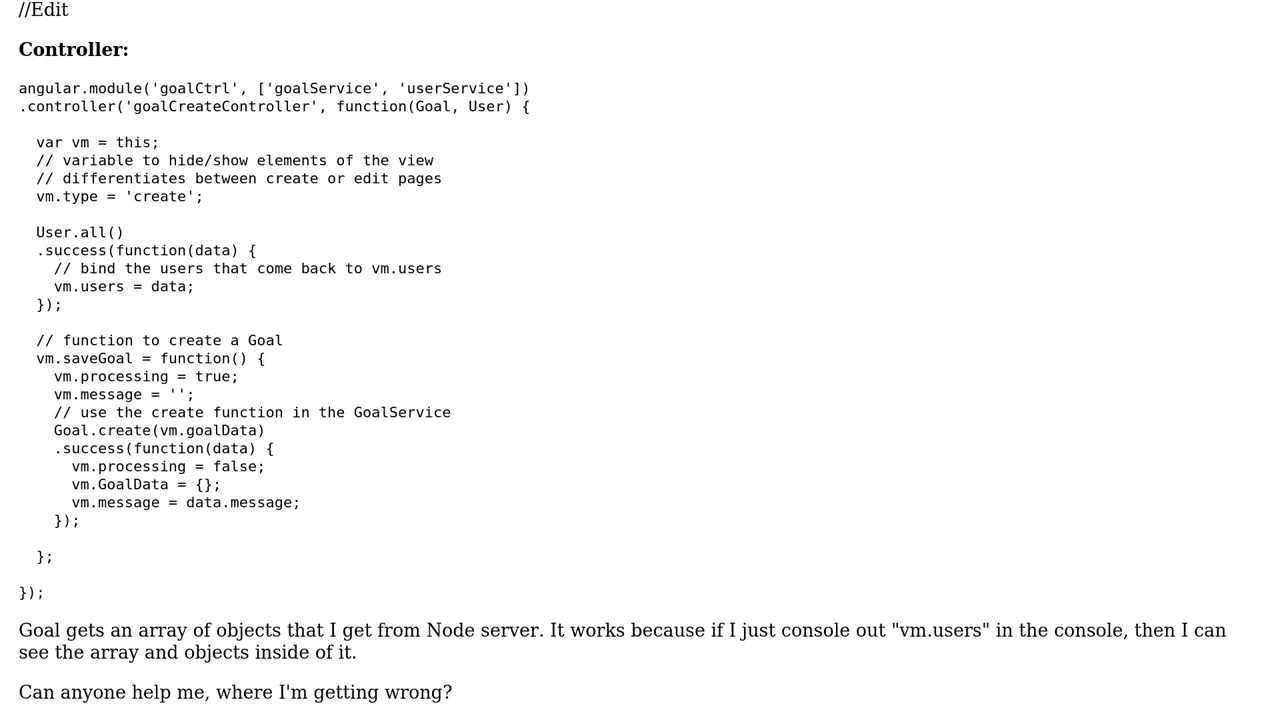 //Edit
Controller:
angular.module('goalCtrl', ['goalService', 'userService'])
.controller('goalCreateController', function(Goal, User) {
  var vm = this;
  // variable to hide/show elements of the view
  // differentiates between create or edit pages
  vm.type = 'create';
  User.all()
  .success(function(data) {
    // bind the users that come back to vm.users
    vm.users = data;
  });
  // function to create a Goal
  vm.saveGoal = function() {
    vm.processing = true;
    vm.message = '';
    // use the create function in the GoalService
    Goal.create(vm.goalData)
    .success(function(data) {
      vm.processing = false;
      vm.GoalData = {};
      vm.message = data.message;
    });
  };
});
Goal gets an array of objects that I get from Node server. It works because if I just console out "vm.users" in the console, then I can
see the array and objects inside of it.
Can anyone help me, where I'm getting wrong?